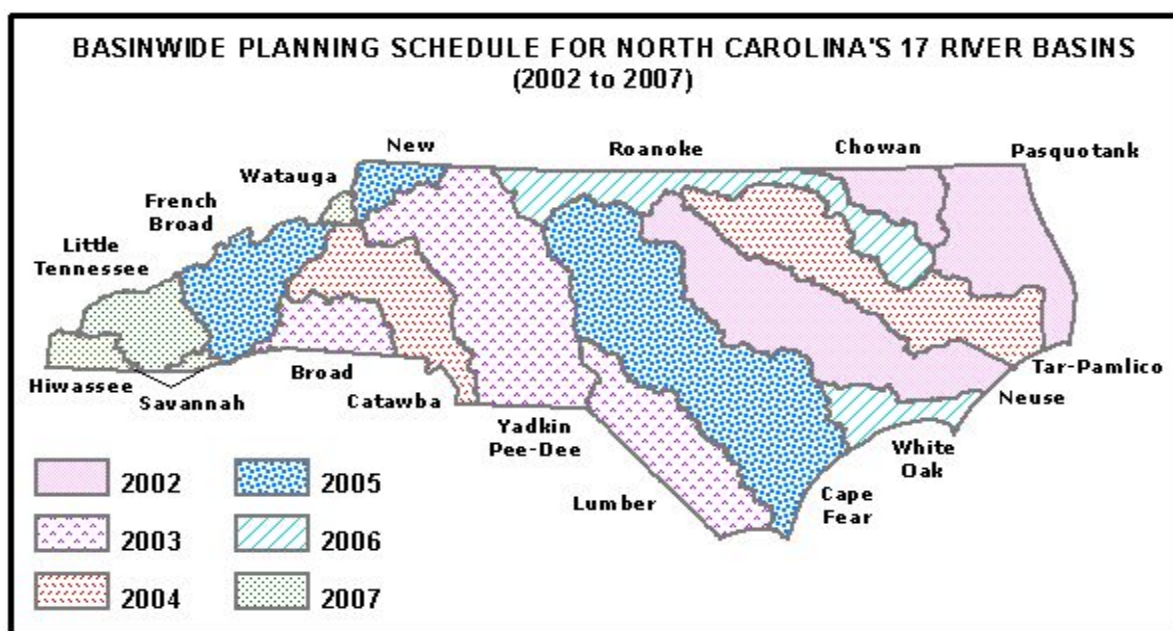 BASINWIDE PLANNING SCHEDULE FOR NORTH CAROLINA'S 17 RIVER BASINS
(2002 to 2007)
New
Roanoke
Chowan
Pasquotank
Watauga
French
Broad
Little
Tennessee
Hiwassee
Savannah
Broad
Catawba
Yadkin
Pee-Dee
Lumber
Cape
Fear
White
Oak
Neuse
Tar-Pamlico
2002
2003
2004
2005
2006
2007